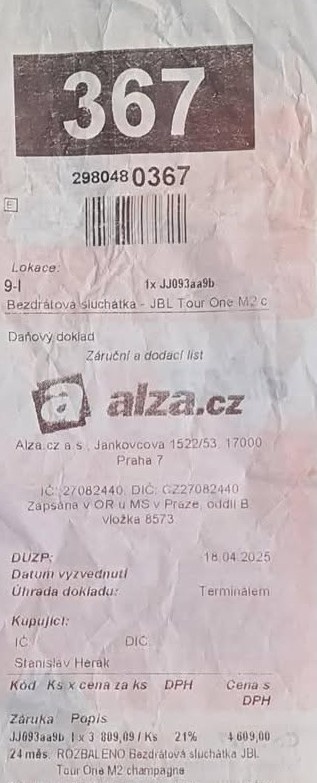 367
298048 0367
E
Lokace:
9-I 1x JJ093aa9b
Bezdrátová sluchátka - JBL Tour One M2 c
Daňový doklad
Záruční a dodací list
a alza.cz
Alza.cz a.s., Jankovcova 1522/53, 17000
Praha 7
IČ: 27082440, DIČ: CZ27082440
Zapsána v OR u MS v Praze, oddíl B,
vložka 8573
DUZP: 18.04.2025
Datum vyzvednutí
Úhrada dokladu: Terminálem
Kupující:
IČ DIČ
Stanislav Herák
Kód Ks x cena za ks DPH Cena s
DPH
Záruka Popis
JJ093aa9b 1 x 3 809,09 / Ks 21% 4 609,00
24 měs. ROZBALENO Bezdrátová sluchátka JBL
Tour One M2 champagne